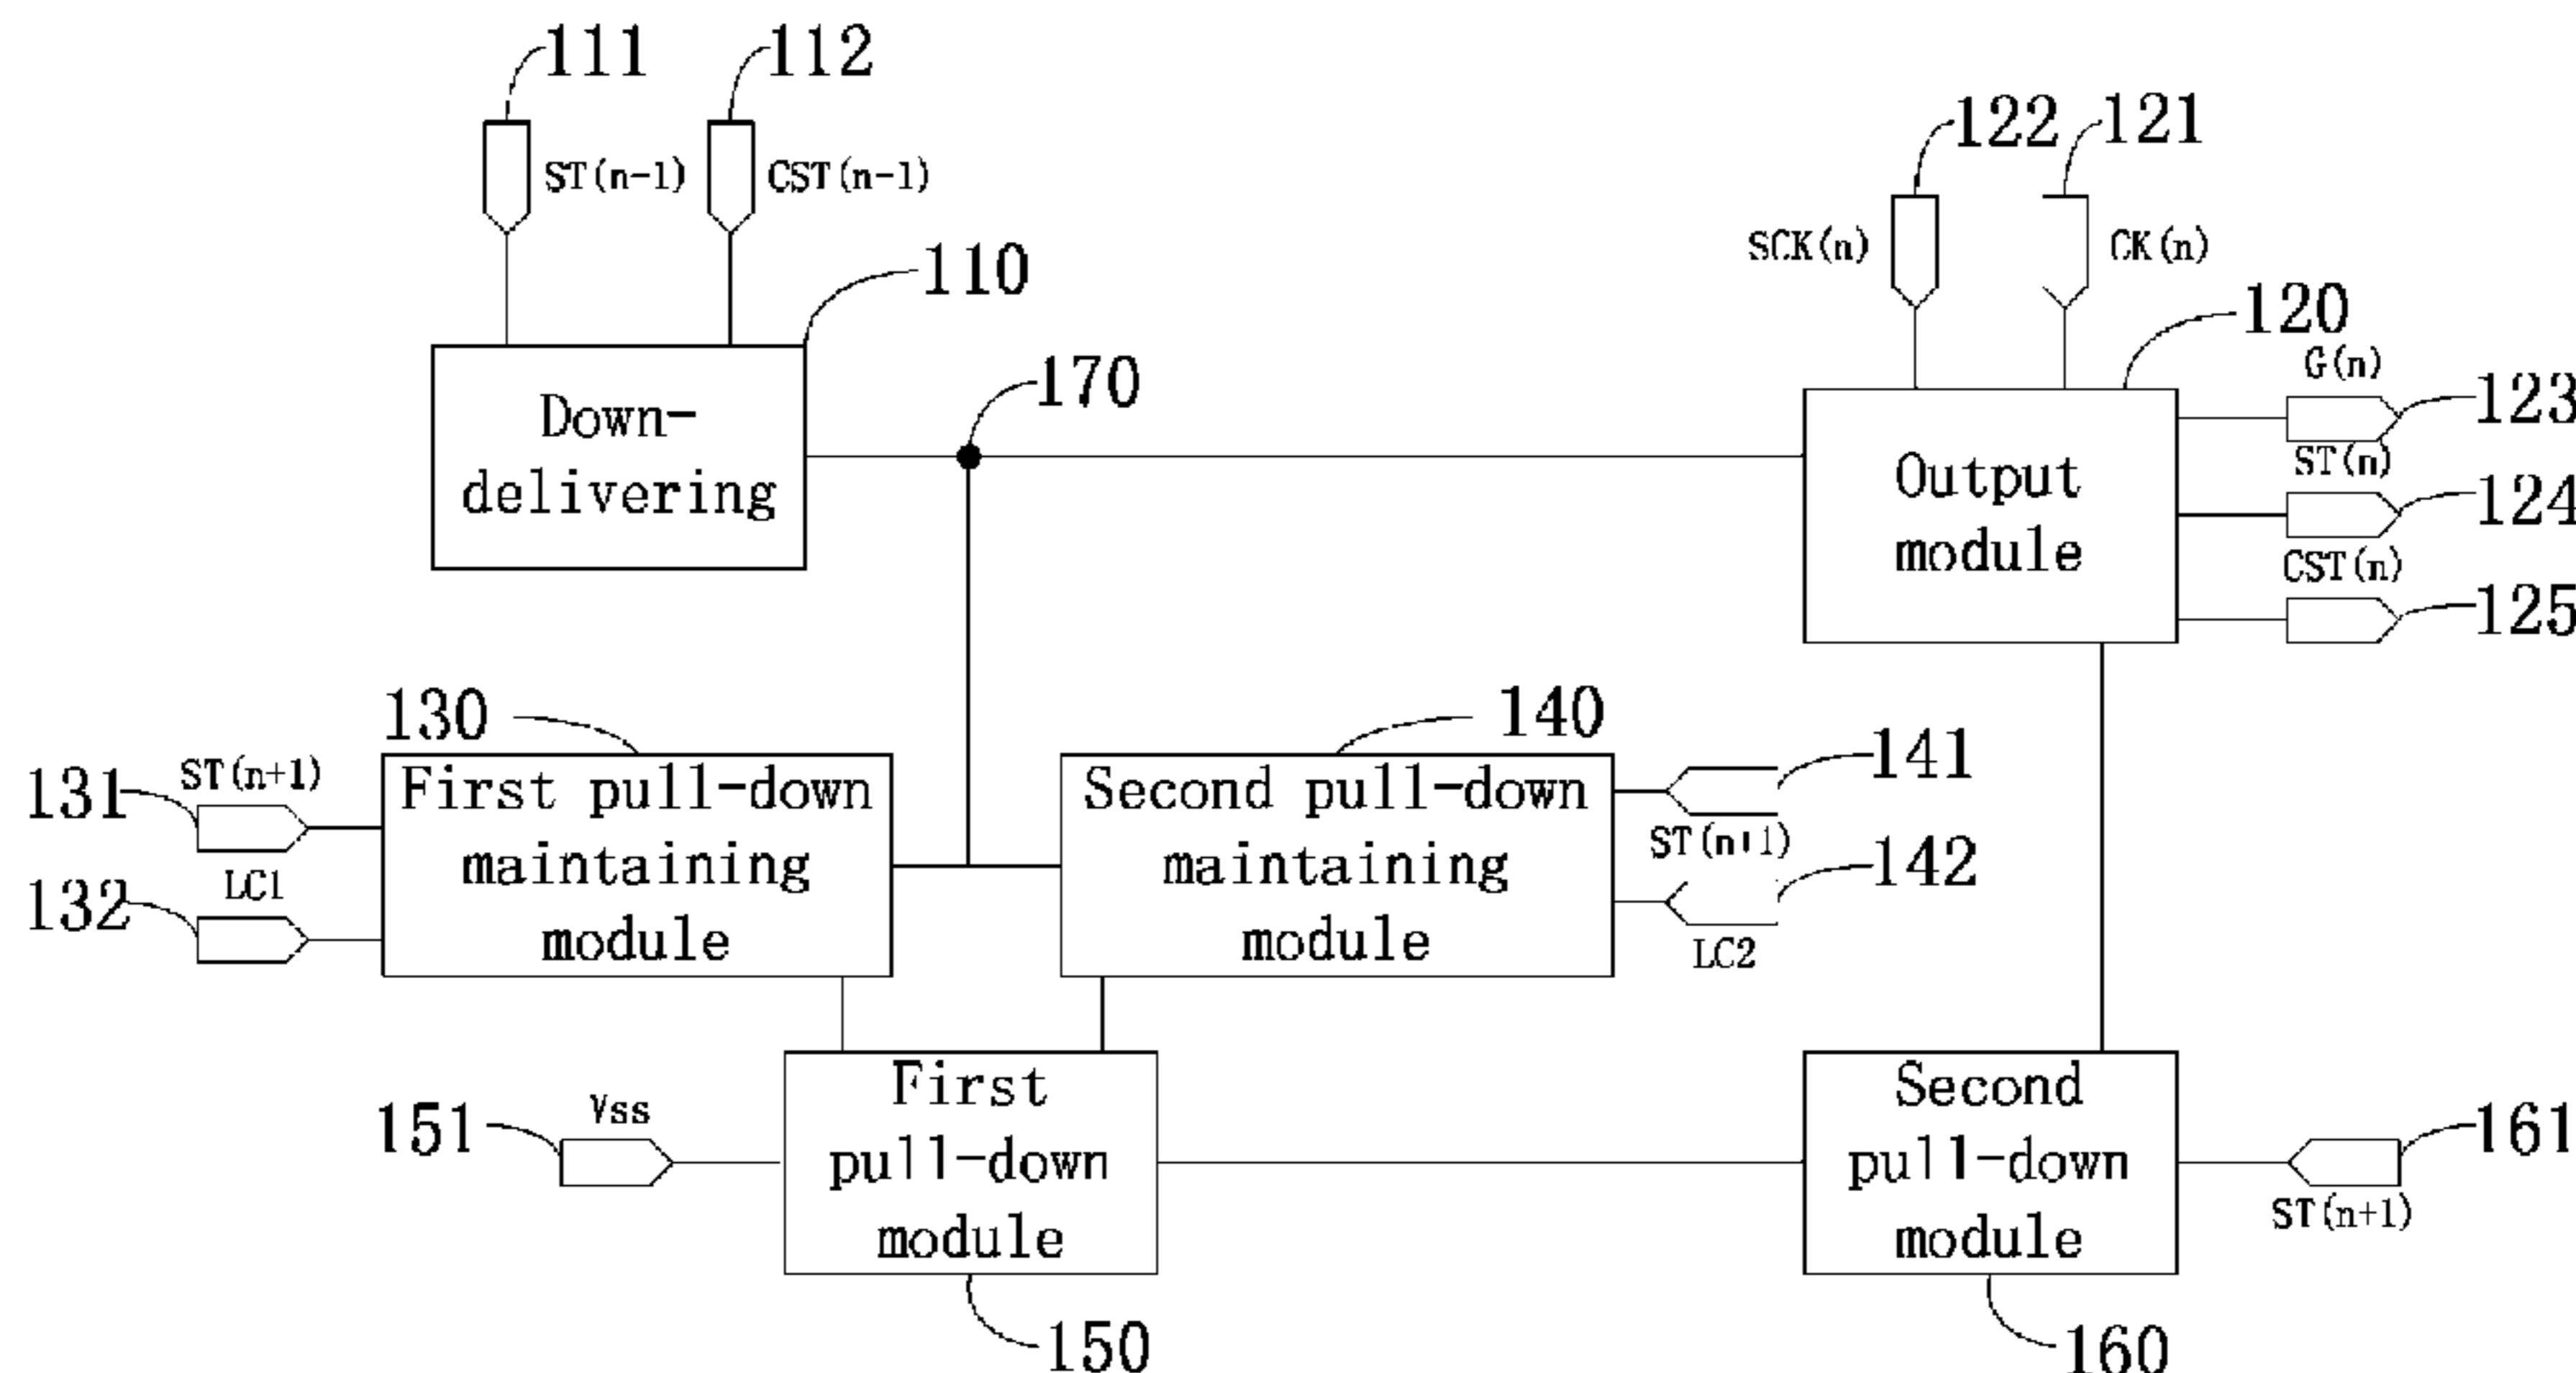 111
112
122
121
ST(n-1)
CST(n-1)
SCK(n)
CK(n)
110
120
G(n)
170
123
Down-
delivering
ST(n)
Output
module
124
CST(n)
125
130
140
131
ST(n+1)
First pull-down
maintaining
module
Second pull-down
maintaining
module
141
ST(n+1)
132
LC1
142
LC2
151
Vss
First
pull-down
module
Second
pull-down
module
161
ST(n+1)
150
160